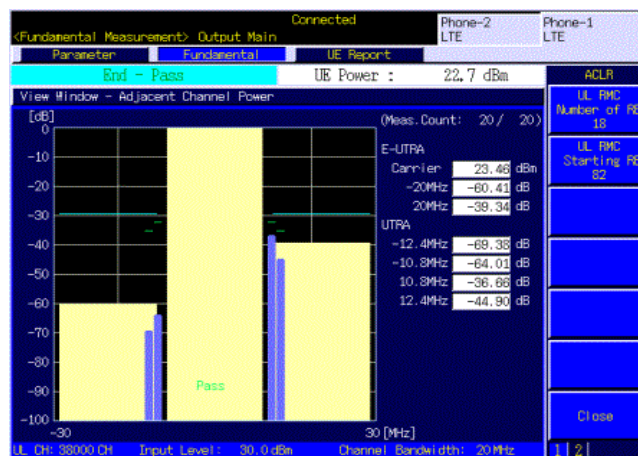 Connected
Phone-2
LTE
Phone-1
LTE
<Fundamental Measurement> Output Main
Parameter
Fundamental
UE Report
End - Pass
UE Power :
22.7 dBm
ACLR
View Window - Adjacent Channel Power
UL RMC
Number of RB
18
UL RMC
Starting RB
82
[dB]
(Meas.Count: 20/ 20)
0
-10
-20
-30
-40
-50
-60
-70
-80
-90
-100
E-UTRA
Carrier 23.46 dBm
-20MHz -60.41 dB
20MHz -39.34 dB
UTRA
-12.4MHz -69.38 dB
-10.8MHz -64.01 dB
10.8MHz -36.66 dB
12.4MHz -44.90 dB
Pass
-30
30 [MHz]
Close
UL CH: 38000 CH Input Level: 30.0 dBm Channel Bandwidth: 20 MHz
1 2